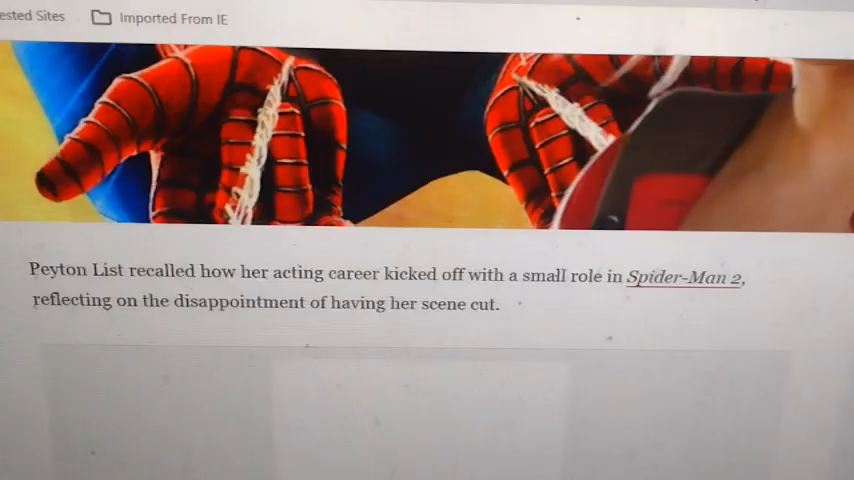 ested Sites
Imported From IE
Peyton List recalled how her acting career kicked off with a small role in Spider-Man 2,
reflecting on the disappointment of having her scene cut.